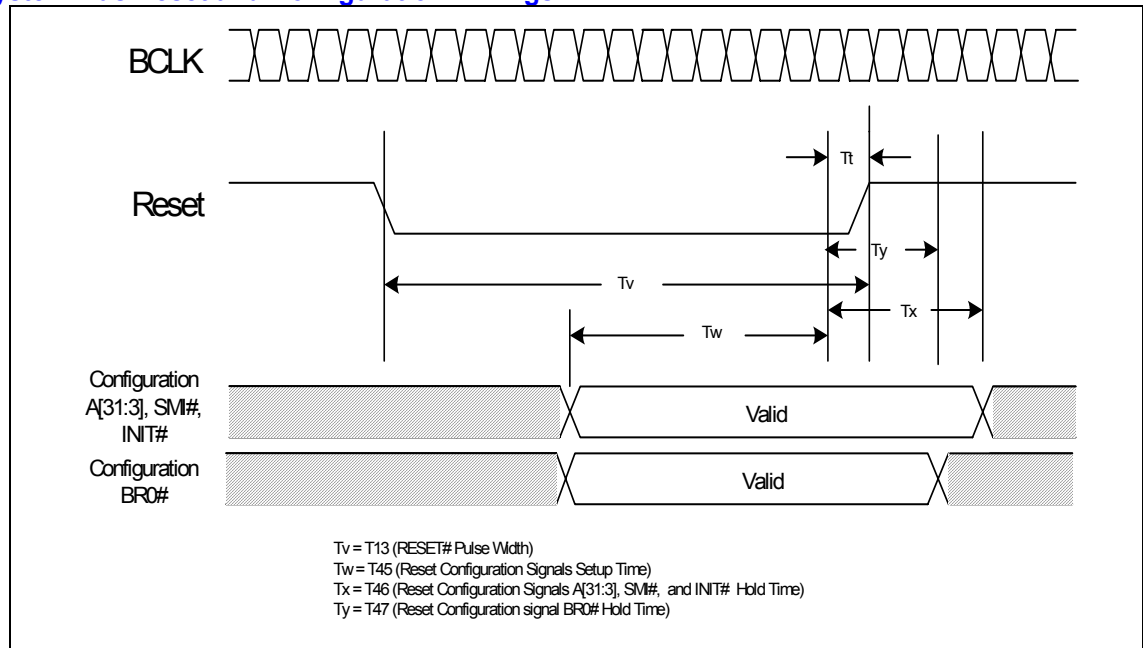 BCLK
Tt
Reset
Ty
Tv
Tx
Tw
Configuration
A[31:3], SMI#,
INIT#
Valid
Configuration
BR0#
Valid
Tv = T13 (RESET# Pulse Width)
Tw = T45 (Reset Configuration Signals Setup Time)
Tx = T46 (Reset Configuration Signals A[31:3], SMI#, and INIT# Hold Time)
Ty = T47 (Reset Configuration signal BR0# Hold Time)